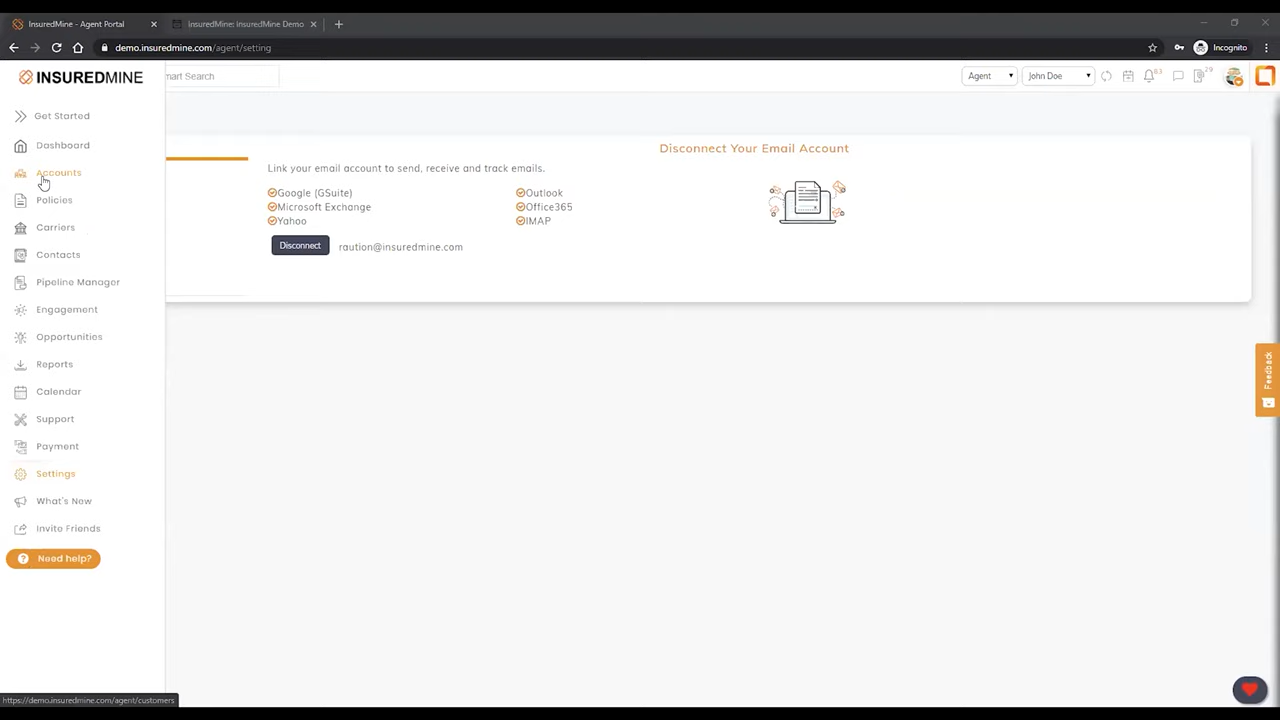 InsuredMine - Agent Portal
InsuredMine: InsuredMine Demo
demo.insuredmine.com/agent/setting
Incognito
INSUREDMINE
mart Search
Agent
John Doe
83
29
Get Started
Dashboard
Accounts
Policies
Carriers
Contacts
Pipeline Manager
Engagement
Opportunities
Reports
Calendar
Support
Payment
Settings
What's New
Invite Friends
Need help?
Disconnect Your Email Account
Link your email account to send, receive and track emails.
Google (GSuite)
Outlook
Microsoft Exchange
Office365
Yahoo
IMAP
Disconnect
raution@insuredmine.com
Feedback
https://demo.insuredmine.com/agent/customers